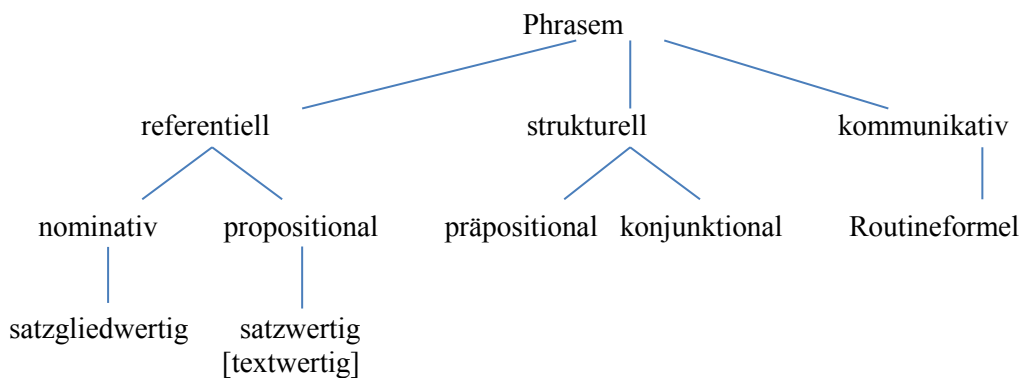 Phrasem
referentiell strukturell kommunikativ
nominativ propositional präpositional konjunktional Routineformel
satzgliedwertig satzwertig
[textwertig]